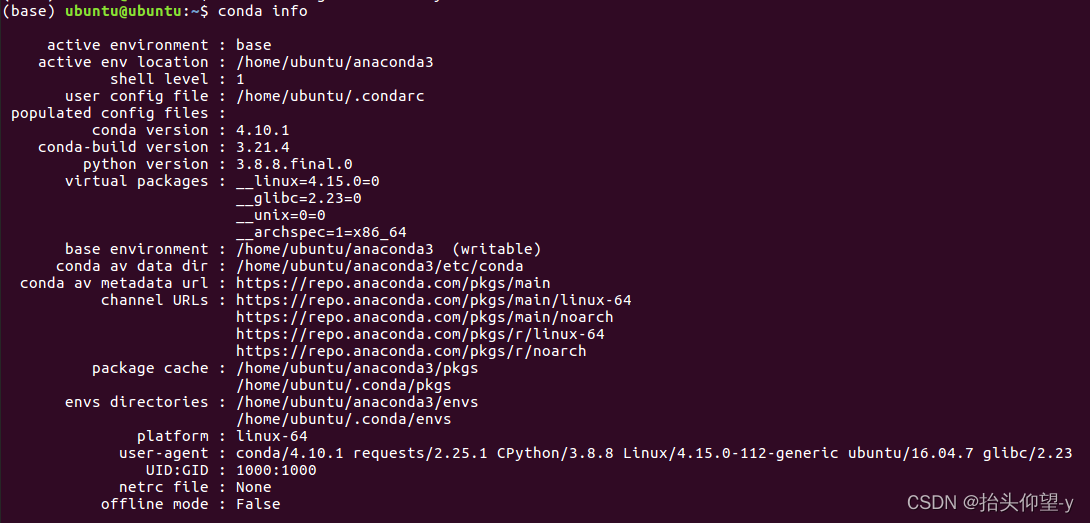 (base) ubuntu@ubuntu:~$ conda info
active environment : base
active env location : /home/ubuntu/anaconda3
shell level : 1
user config file : /home/ubuntu/.condarc
populated config files :
conda version : 4.10.1
conda-build version : 3.21.4
python version : 3.8.8.final.0
virtual packages : __linux=4.15.0=0
__glibc=2.23=0
__unix=0=0
__archspec=1=x86_64
base environment : /home/ubuntu/anaconda3  (writable)
conda av data dir : /home/ubuntu/anaconda3/etc/conda
conda av metadata url : https://repo.anaconda.com/pkgs/main
channel URLs : https://repo.anaconda.com/pkgs/main/linux-64
https://repo.anaconda.com/pkgs/main/noarch
https://repo.anaconda.com/pkgs/r/linux-64
https://repo.anaconda.com/pkgs/r/noarch
package cache : /home/ubuntu/anaconda3/pkgs
/home/ubuntu/.conda/pkgs
envs directories : /home/ubuntu/anaconda3/envs
/home/ubuntu/.conda/envs
platform : linux-64
user-agent : conda/4.10.1 requests/2.25.1 CPython/3.8.8 Linux/4.15.0-112-generic ubuntu/16.04.7 glibc/2.23
UID:GID : 1000:1000
netrc file : None
offline mode : False
CSDN @抬头仰望-y